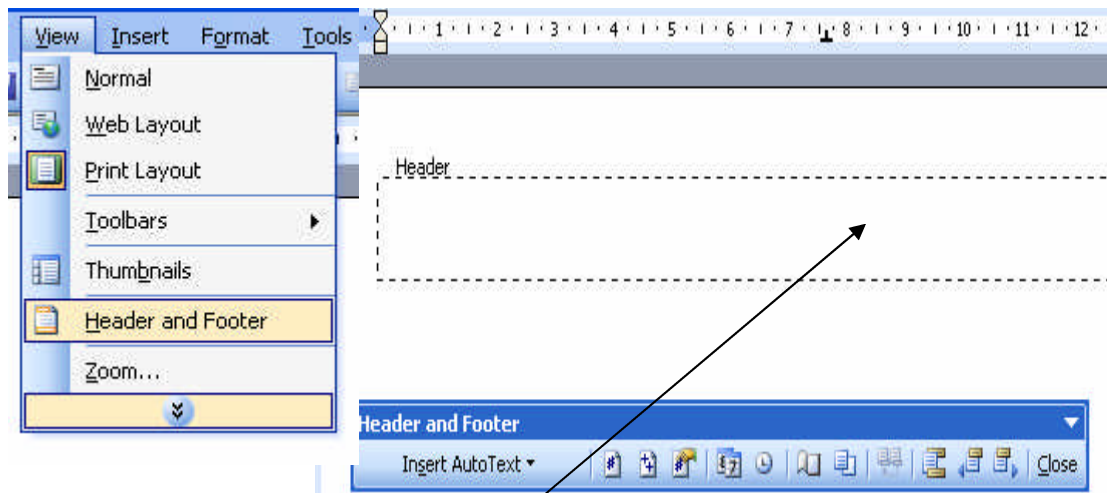 View Insert Format Tools
1 2 3 4 5 6 7 8 9 10 11 12
Normal
Web Layout
Print Layout
Header
Toolbars
Thumbnails
Header and Footer
Zoom...
Header and Footer
Insert AutoText
Close